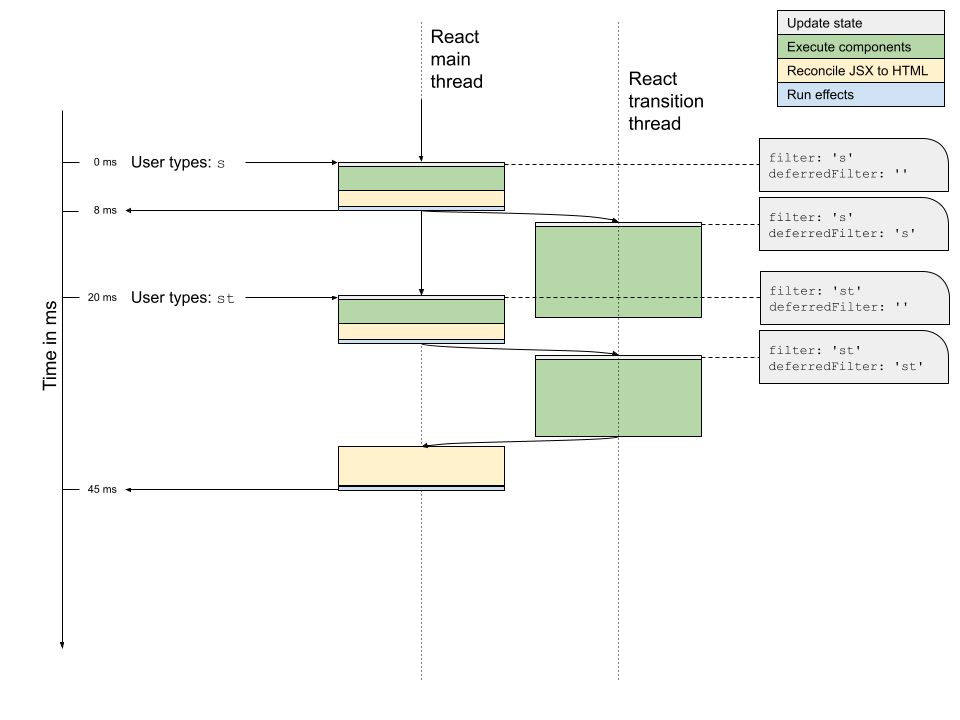 React
main
thread
React
transition
thread
Update state
Execute components
Reconcile JSX to HTML
Run effects
Time in ms
0 ms
User types: s
filter: 's'
deferredFilter: ''
8 ms
filter: 's'
deferredFilter: 's'
20 ms
User types: st
filter: 'st'
deferredFilter: ''
filter: 'st'
deferredFilter: 'st'
45 ms